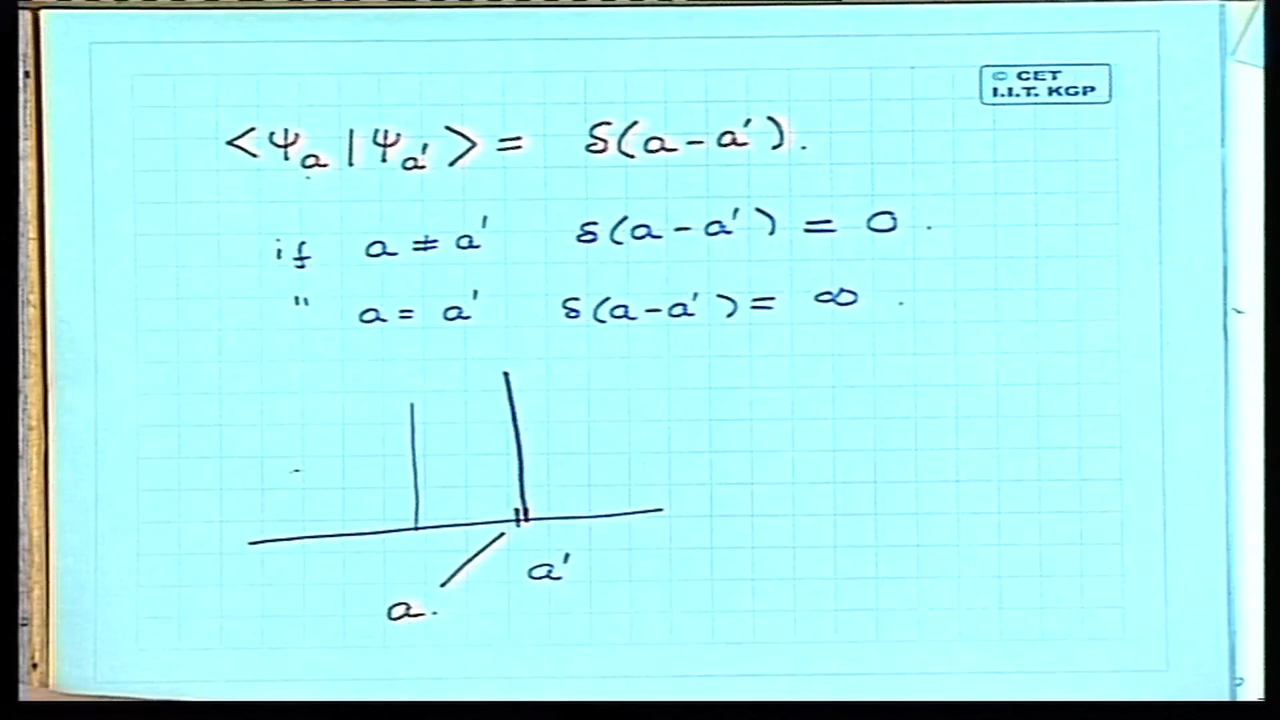 © CET
I.I.T. KGP
<Ψₐ | Ψₐ′ > = δ(a - a′).
if a ≠ a′ δ(a - a′) = 0.
" a = a′ δ(a - a′) = ∞.
a′
a.